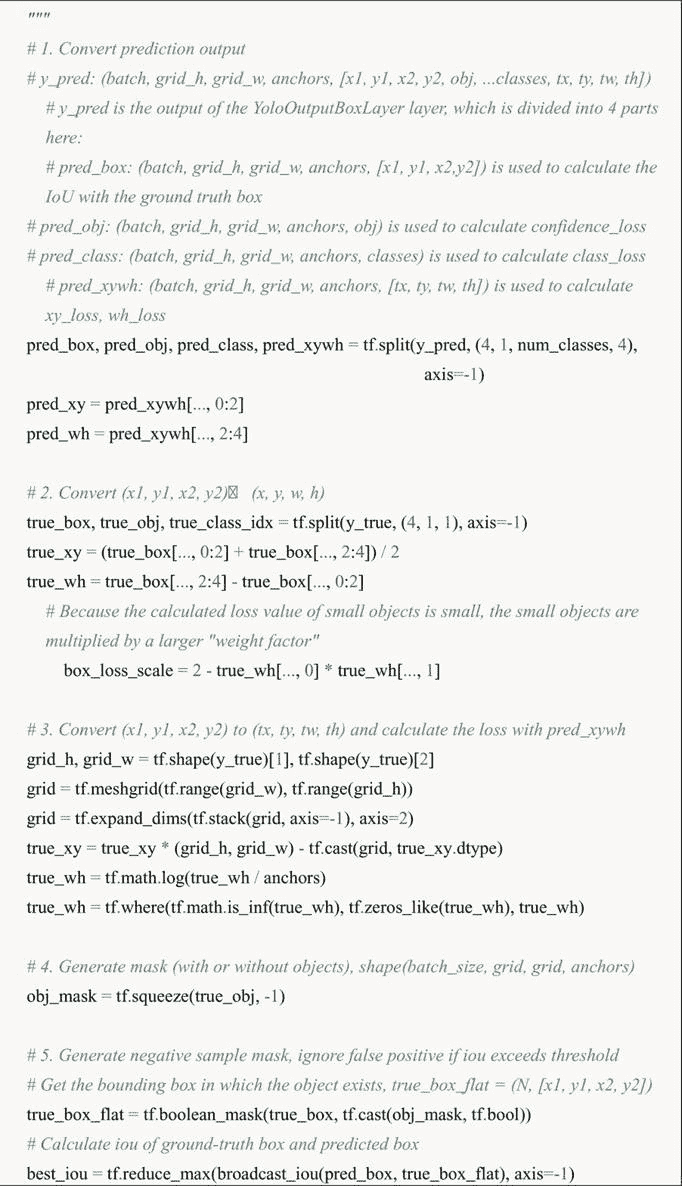 """
# 1. Convert prediction output
# y_pred: (batch, grid_h, grid_w, anchors, [x1, y1, x2, y2, obj, ...classes, tx, ty, tw, th])
# y_pred is the output of the YoloOutputBoxLayer layer, which is divided into 4 parts
here:
# pred_box: (batch, grid_h, grid_w, anchors, [x1, y1, x2,y2]) is used to calculate the
IoU with the ground truth box
# pred_obj: (batch, grid_h, grid_w, anchors, obj) is used to calculate confidence_loss
# pred_class: (batch, grid_h, grid_w, anchors, classes) is used to calculate class_loss
# pred_xywh: (batch, grid_h, grid_w, anchors, [tx, ty, tw, th]) is used to calculate
xy_loss, wh_loss
pred_box, pred_obj, pred_class, pred_xywh = tf.split(y_pred, (4, 1, num_classes, 4),
axis=-1)
pred_xy = pred_xywh[..., 0:2]
pred_wh = pred_xywh[..., 2:4]
# 2. Convert (x1, y1, x2, y2) (x, y, w, h)
true_box, true_obj, true_class_idx = tf.split(y_true, (4, 1, 1), axis=-1)
true_xy = (true_box[..., 0:2] + true_box[..., 2:4]) / 2
true_wh = true_box[..., 2:4] - true_box[..., 0:2]
# Because the calculated loss value of small objects is small, the small objects are
multiplied by a larger "weight factor"
box_loss_scale = 2 - true_wh[..., 0] * true_wh[..., 1]
# 3. Convert (x1, y1, x2, y2) to (tx, ty, tw, th) and calculate the loss with pred_xywh
grid_h, grid_w = tf.shape(y_true)[1], tf.shape(y_true)[2]
grid = tf.meshgrid(tf.range(grid_w), tf.range(grid_h))
grid = tf.expand_dims(tf.stack(grid, axis=-1), axis=2)
true_xy = true_xy * (grid_h, grid_w) - tf.cast(grid, true_xy.dtype)
true_wh = tf.math.log(true_wh / anchors)
true_wh = tf.where(tf.math.is_inf(true_wh), tf.zeros_like(true_wh), true_wh)
# 4. Generate mask (with or without objects), shape(batch_size, grid, grid, anchors)
obj_mask = tf.squeeze(true_obj, -1)
# 5. Generate negative sample mask, ignore false positive if iou exceeds threshold
# Get the bounding box in which the object exists, true_box_flat = (N, [x1, y1, x2, y2])
true_box_flat = tf.boolean_mask(true_box, tf.cast(obj_mask, tf.bool))
# Calculate iou of ground-truth box and predicted box
best_iou = tf.reduce_max(broadcast_iou(pred_box, true_box_flat), axis=-1)